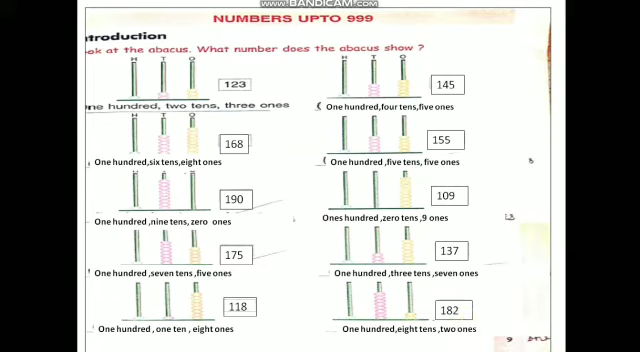 WWW.BANDICAM.COM
NUMBERS UPTO 999
ntroduction
ok at the abacus. What number does the abacus show ?
H T O
123
ne hundred, two tens, three ones
H T O
145
( One hundred,four tens,five ones
H T O
168
One hundred,six tens,eight ones
155
( One hundred ,five tens, five ones
8
190
One hundred ,nine tens, zero ones
109
Ones hundred ,zero tens ,9 ones
13
175
One hundred ,seven tens ,five ones
137
One hundred ,three tens ,seven ones
118
One hundred , one ten , eight ones
182
One hundred,eight tens ,two ones
9 one